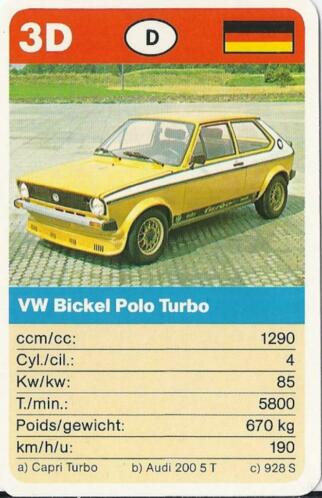 3D D
VW Bickel Polo Turbo
ccm/cc: 1290
Cyl./cil.: 4
Kw/kw: 85
T./min.: 5800
Poids/gewicht: 670 kg
km/h/u: 190
a) Capri Turbo b) Audi 200 5 T c) 928 S